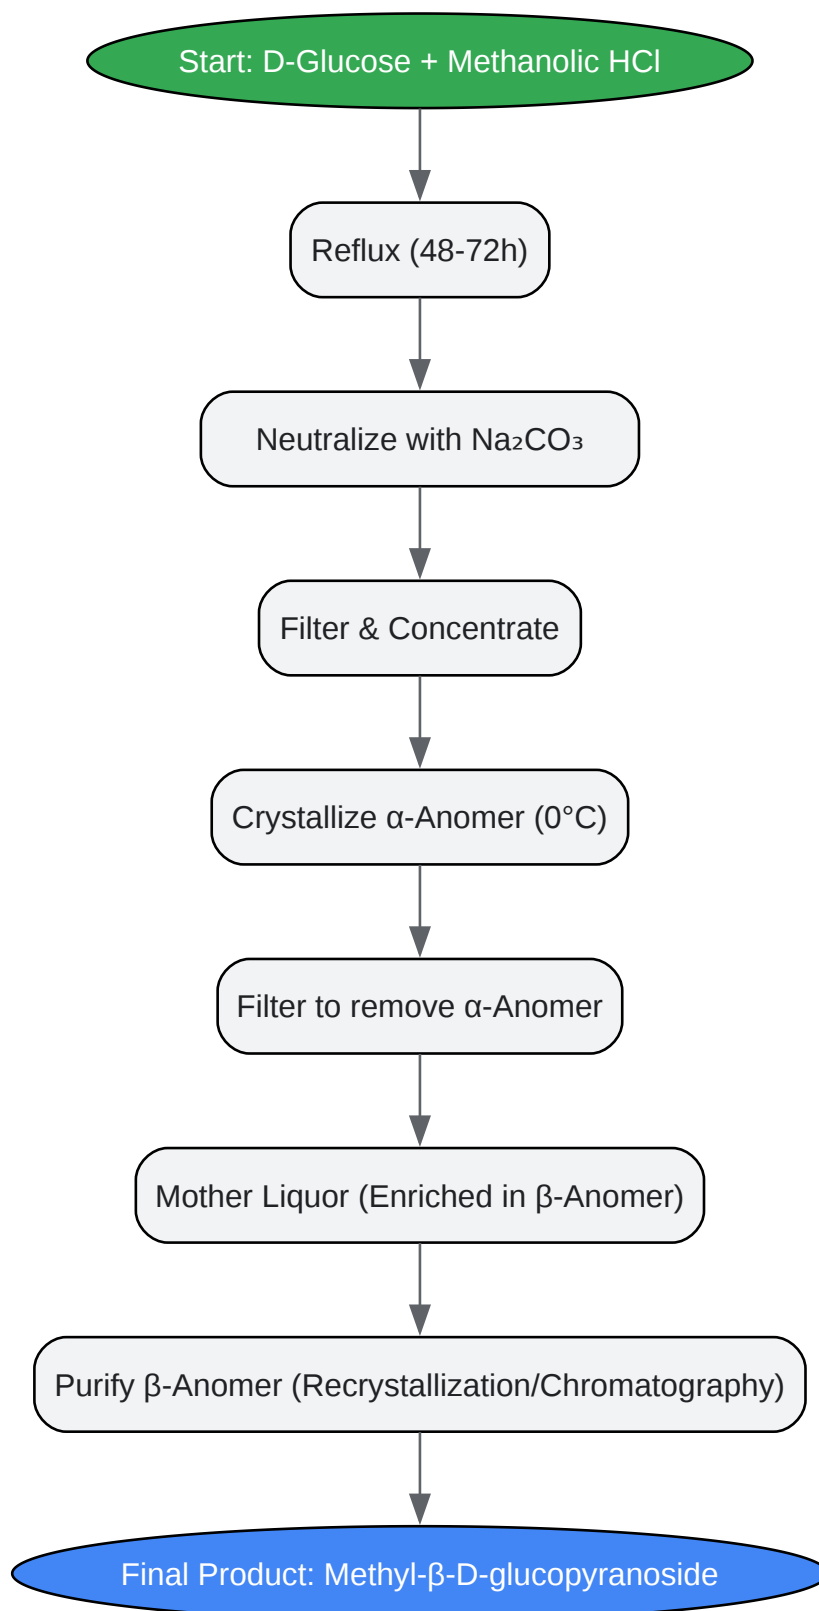 Start: D-Glucose + Methanolic HCl
Reflux (48-72h)
Neutralize with Na₂CO₃
Filter & Concentrate
Crystallize α-Anomer (0°C)
Filter to remove α-Anomer
Mother Liquor (Enriched in β-Anomer)
Purify β-Anomer (Recrystallization/Chromatography)
Final Product: Methyl-β-D-glucopyranoside